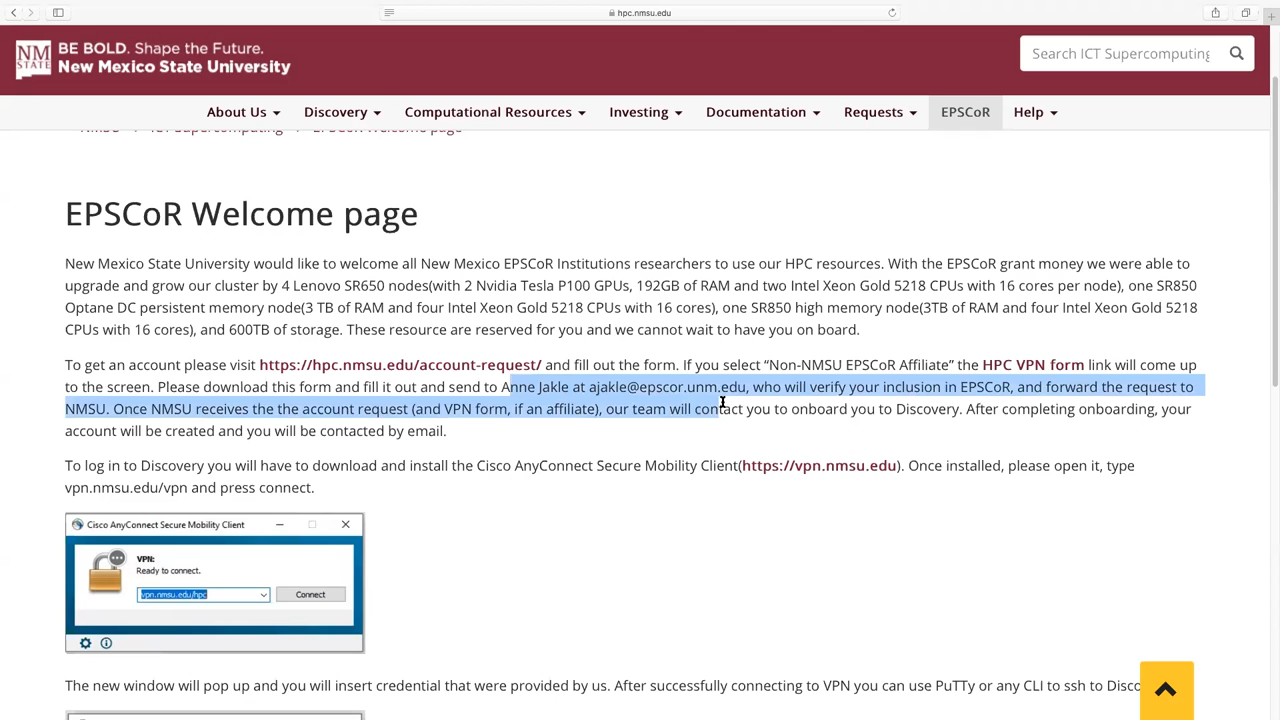 hpc.nmsu.edu
NM
STATE
BE BOLD. Shape the Future.
New Mexico State University
Search ICT Supercomputing
About Us
Discovery
Computational Resources
Investing
Documentation
Requests
EPSCoR
Help
NMSU
ICT Supercomputing
EPSCoR Welcome page
EPSCoR Welcome page
New Mexico State University would like to welcome all New Mexico EPSCoR Institutions researchers to use our HPC resources. With the EPSCoR grant money we were able to
upgrade and grow our cluster by 4 Lenovo SR650 nodes(with 2 Nvidia Tesla P100 GPUs, 192GB of RAM and two Intel Xeon Gold 5218 CPUs with 16 cores per node), one SR850
Optane DC persistent memory node(3 TB of RAM and four Intel Xeon Gold 5218 CPUs with 16 cores), one SR850 high memory node(3TB of RAM and four Intel Xeon Gold 5218
CPUs with 16 cores), and 600TB of storage. These resource are reserved for you and we cannot wait to have you on board.
To get an account please visit https://hpc.nmsu.edu/account-request/ and fill out the form. If you select “Non-NMSU EPSCoR Affiliate” the HPC VPN form link will come up
to the screen. Please download this form and fill it out and send to Anne Jakle at ajakle@epscor.unm.edu, who will verify your inclusion in EPSCoR, and forward the request to
NMSU. Once NMSU receives the the account request (and VPN form, if an affiliate), our team will contact you to onboard you to Discovery. After completing onboarding, your
account will be created and you will be contacted by email.
To log in to Discovery you will have to download and install the Cisco AnyConnect Secure Mobility Client(https://vpn.nmsu.edu). Once installed, please open it, type
vpn.nmsu.edu/vpn and press connect.
Cisco AnyConnect Secure Mobility Client
VPN:
Ready to connect.
vpn.nmsu.edu/hpc
Connect
The new window will pop up and you will insert credential that were provided by us. After successfully connecting to VPN you can use PuTTy or any CLI to ssh to Disco